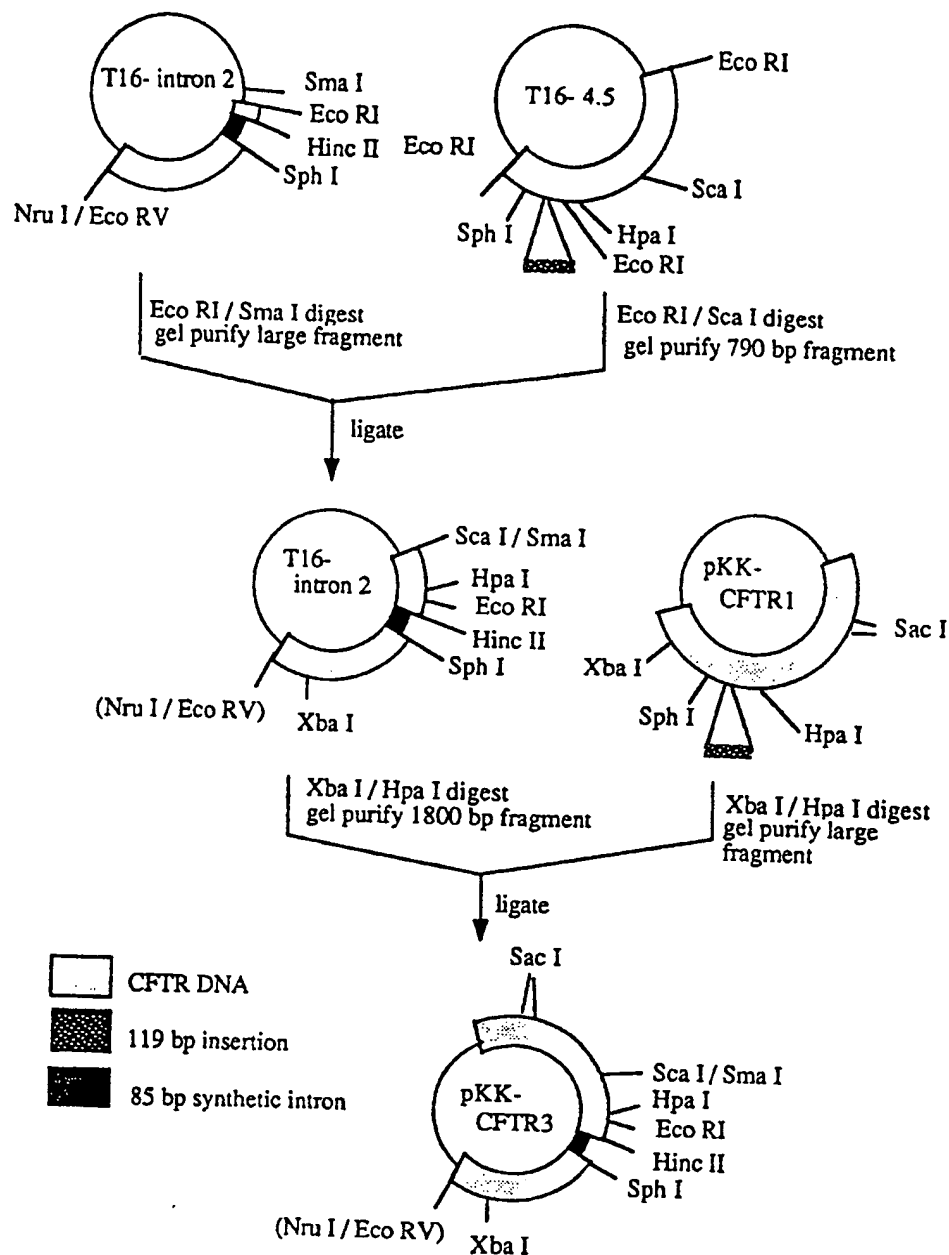 T16- intron 2
Sma I
Eco RI
Hinc II
Sph I
Nru I / Eco RV
T16- 4.5
Eco RI
Eco RI
Sca I
Sph I
Hpa I
Eco RI
Eco RI / Sma I digest
gel purify large fragment
Eco RI / Sca I digest
gel purify 790 bp fragment
ligate
T16-
intron 2
Sca I / Sma I
Hpa I
Eco RI
Hinc II
Sph I
(Nru I / Eco RV)
Xba I
pKK-
CFTR1
Sac I
Xba I
Sph I
Hpa I
Xba I / Hpa I digest
gel purify 1800 bp fragment
Xba I / Hpa I digest
gel purify large
fragment
ligate
CFTR DNA
119 bp insertion
85 bp synthetic intron
Sac I
pKK-
CFTR3
Sca I / Sma I
Hpa I
Eco RI
Hinc II
Sph I
(Nru I / Eco RV)
Xba I